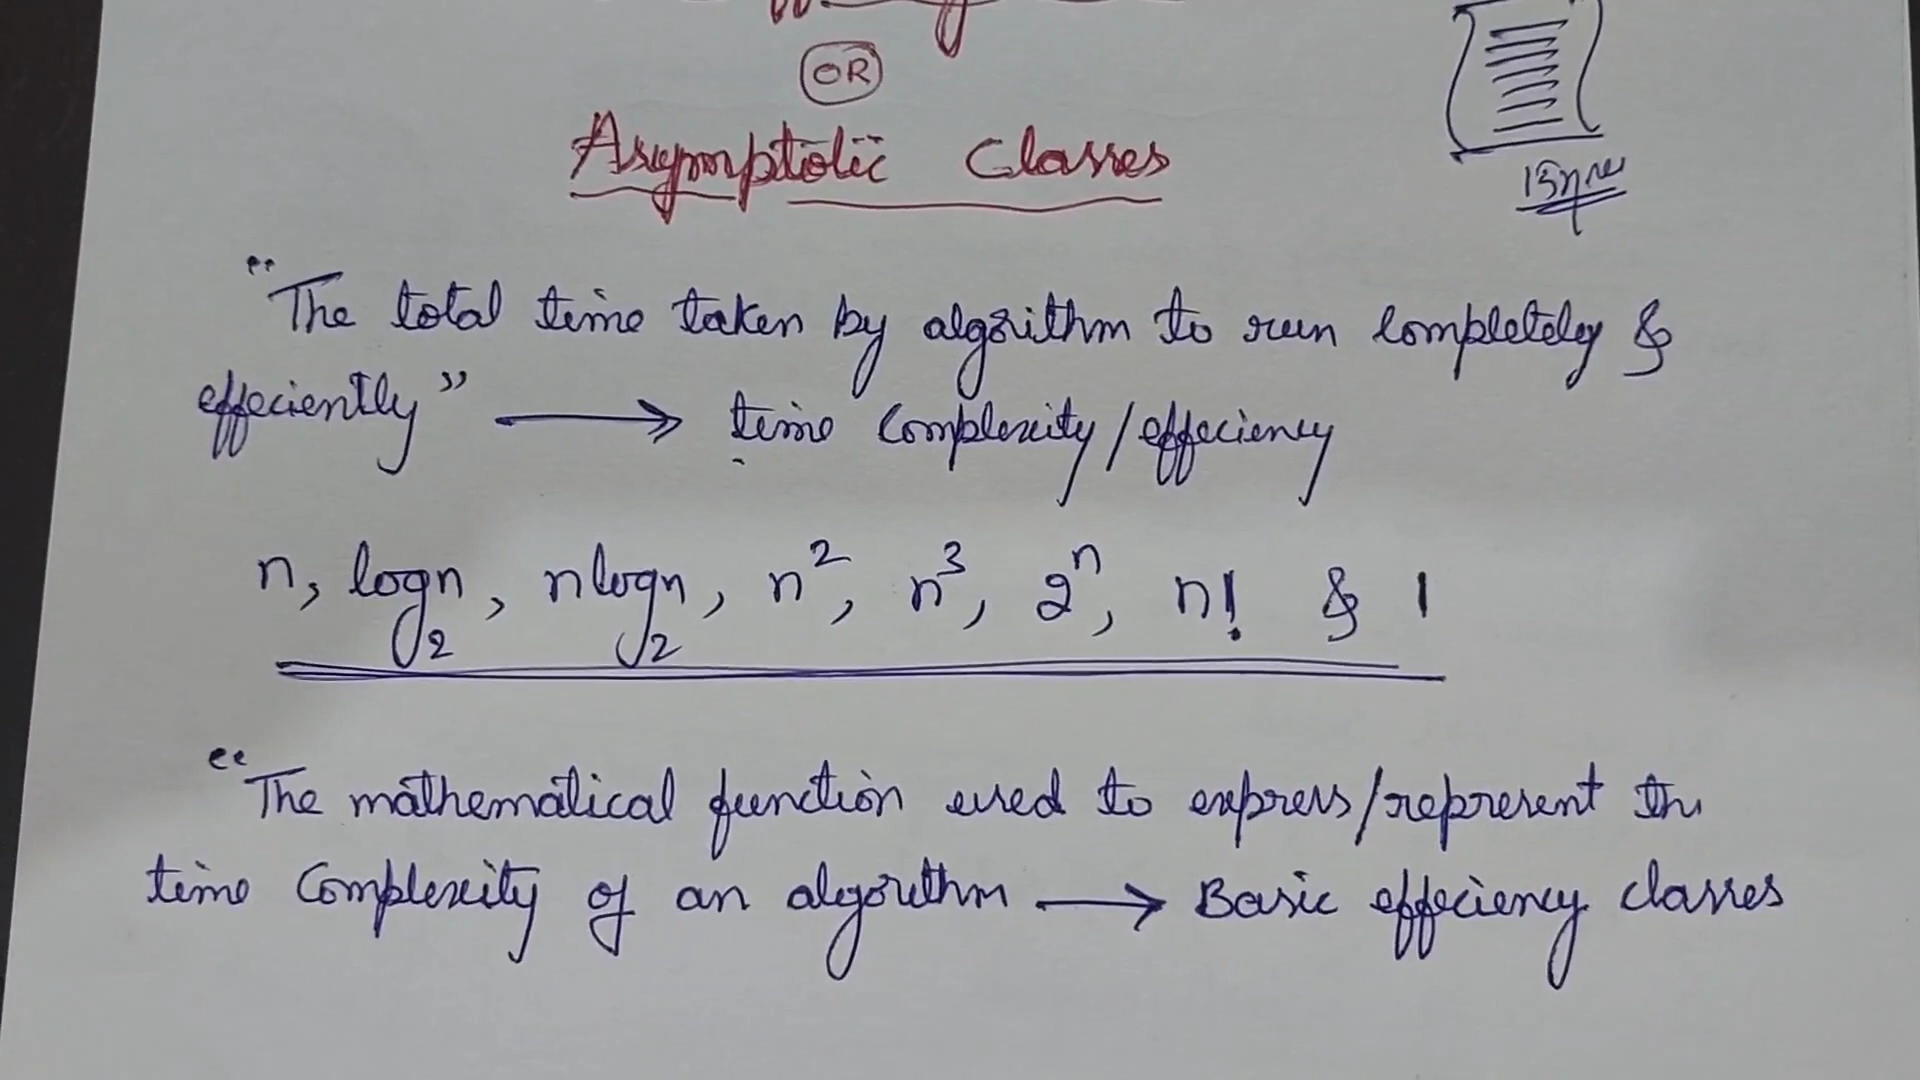 OR
Asymptotic Classes
"The total time taken by algorithm to run completely &
effeciently" → time Complexity/effeciency
n, log₂n, nlog₂n, n², n³, 2ⁿ, n! & 1
"The mathematical function used to express/represent the
time Complexity of an algorithm → Basic effeciency classes